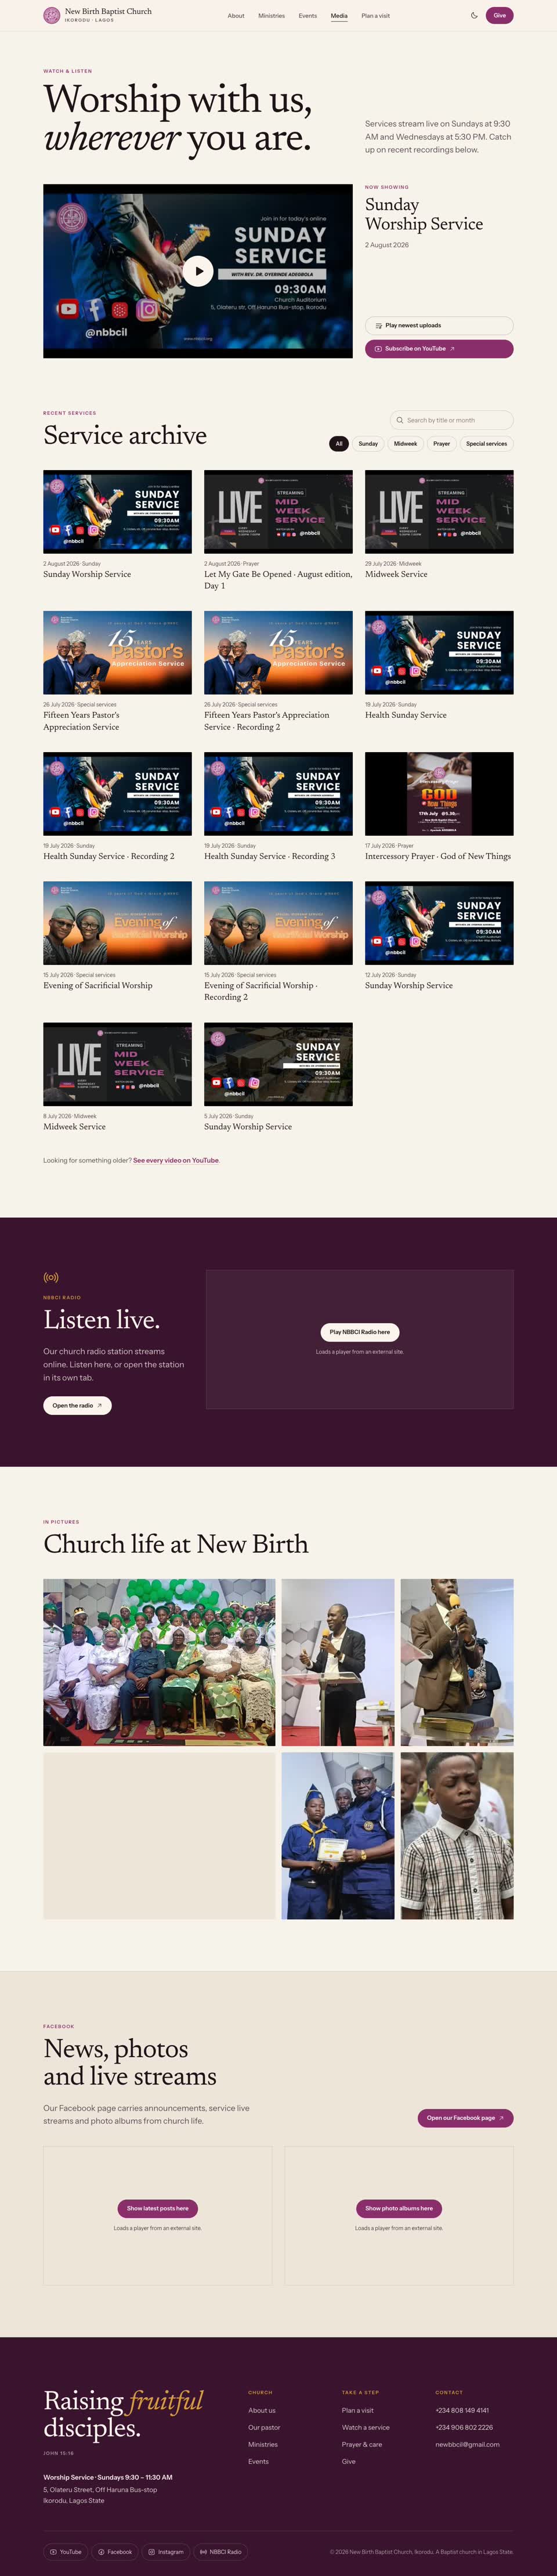 New Birth Baptist Church
IKORODU · LAGOS
About
Ministries
Events
Media
Plan a visit
Give
WATCH & LISTEN
Worship with us,
wherever you are.
Services stream live on Sundays at 9:30
AM and Wednesdays at 5:30 PM. Catch
up on recent recordings below.
Join in for today's online
SUNDAY
SERVICE
WITH REV. DR. OYERINDE ADEGBOLA
09:30AM
Church Auditorium
5, Olateru str, Off Haruna Bus-stop, Ikorodu
@nbbcil
NOW SHOWING
Sunday
Worship Service
2 August 2026
Play newest uploads
Subscribe on YouTube
RECENT SERVICES
Service archive
Search by title or month
All
Sunday
Midweek
Prayer
Special services
SUNDAY
SERVICE
09:30AM
@nbbcil
LIVE
STREAMING
MID
WEEK
SERVICE
@nbbcil
LIVE
STREAMING
MID
WEEK
SERVICE
@nbbcil
2 August 2026 · Sunday
Sunday Worship Service
2 August 2026 · Prayer
Let My Gate Be Opened · August edition,
Day 1
29 July 2026 · Midweek
Midweek Service
15 YEARS
Pastor's
Appreciation Service
15 YEARS
Pastor's
Appreciation Service
SUNDAY
SERVICE
09:30AM
@nbbcil
26 July 2026 · Special services
Fifteen Years Pastor's
Appreciation Service
26 July 2026 · Special services
Fifteen Years Pastor's Appreciation
Service · Recording 2
19 July 2026 · Sunday
Health Sunday Service
SUNDAY
SERVICE
09:30AM
@nbbcil
SUNDAY
SERVICE
09:30AM
@nbbcil
GOD
New Things
17th July
19 July 2026 · Sunday
Health Sunday Service · Recording 2
19 July 2026 · Sunday
Health Sunday Service · Recording 3
17 July 2026 · Prayer
Intercessory Prayer · God of New Things
Evening of
Sacrificial Worship
Evening of
Sacrificial Worship
SUNDAY
SERVICE
09:30AM
@nbbcil
15 July 2026 · Special services
Evening of Sacrificial Worship
15 July 2026 · Special services
Evening of Sacrificial Worship ·
Recording 2
12 July 2026 · Sunday
Sunday Worship Service
LIVE
STREAMING
MID
WEEK
SERVICE
@nbbcil
SUNDAY
SERVICE
09:30AM
@nbbcil
8 July 2026 · Midweek
Midweek Service
5 July 2026 · Sunday
Sunday Worship Service
Looking for something older? See every video on YouTube.
NBBCI RADIO
Listen live.
Our church radio station streams
online. Listen here, or open the station
in its own tab.
Open the radio
Play NBBCI Radio here
Loads a player from an external site.
IN PICTURES
Church life at New Birth
FACEBOOK
News, photos
and live streams
Our Facebook page carries announcements, service live
streams and photo albums from church life.
Open our Facebook page
Show latest posts here
Loads a player from an external site.
Show photo albums here
Loads a player from an external site.
Raising fruitful
disciples.
JOHN 15:16
Worship Service · Sundays 9:30 – 11:30 AM
5, Olateru Street, Off Haruna Bus-stop
Ikorodu, Lagos State
CHURCH
About us
Our pastor
Ministries
Events
TAKE A STEP
Plan a visit
Watch a service
Prayer & care
Give
CONTACT
+234 808 149 4141
+234 906 802 2226
newbbcil@gmail.com
YouTube
Facebook
Instagram
NBBCI Radio
© 2026 New Birth Baptist Church, Ikorodu. A Baptist church in Lagos State.